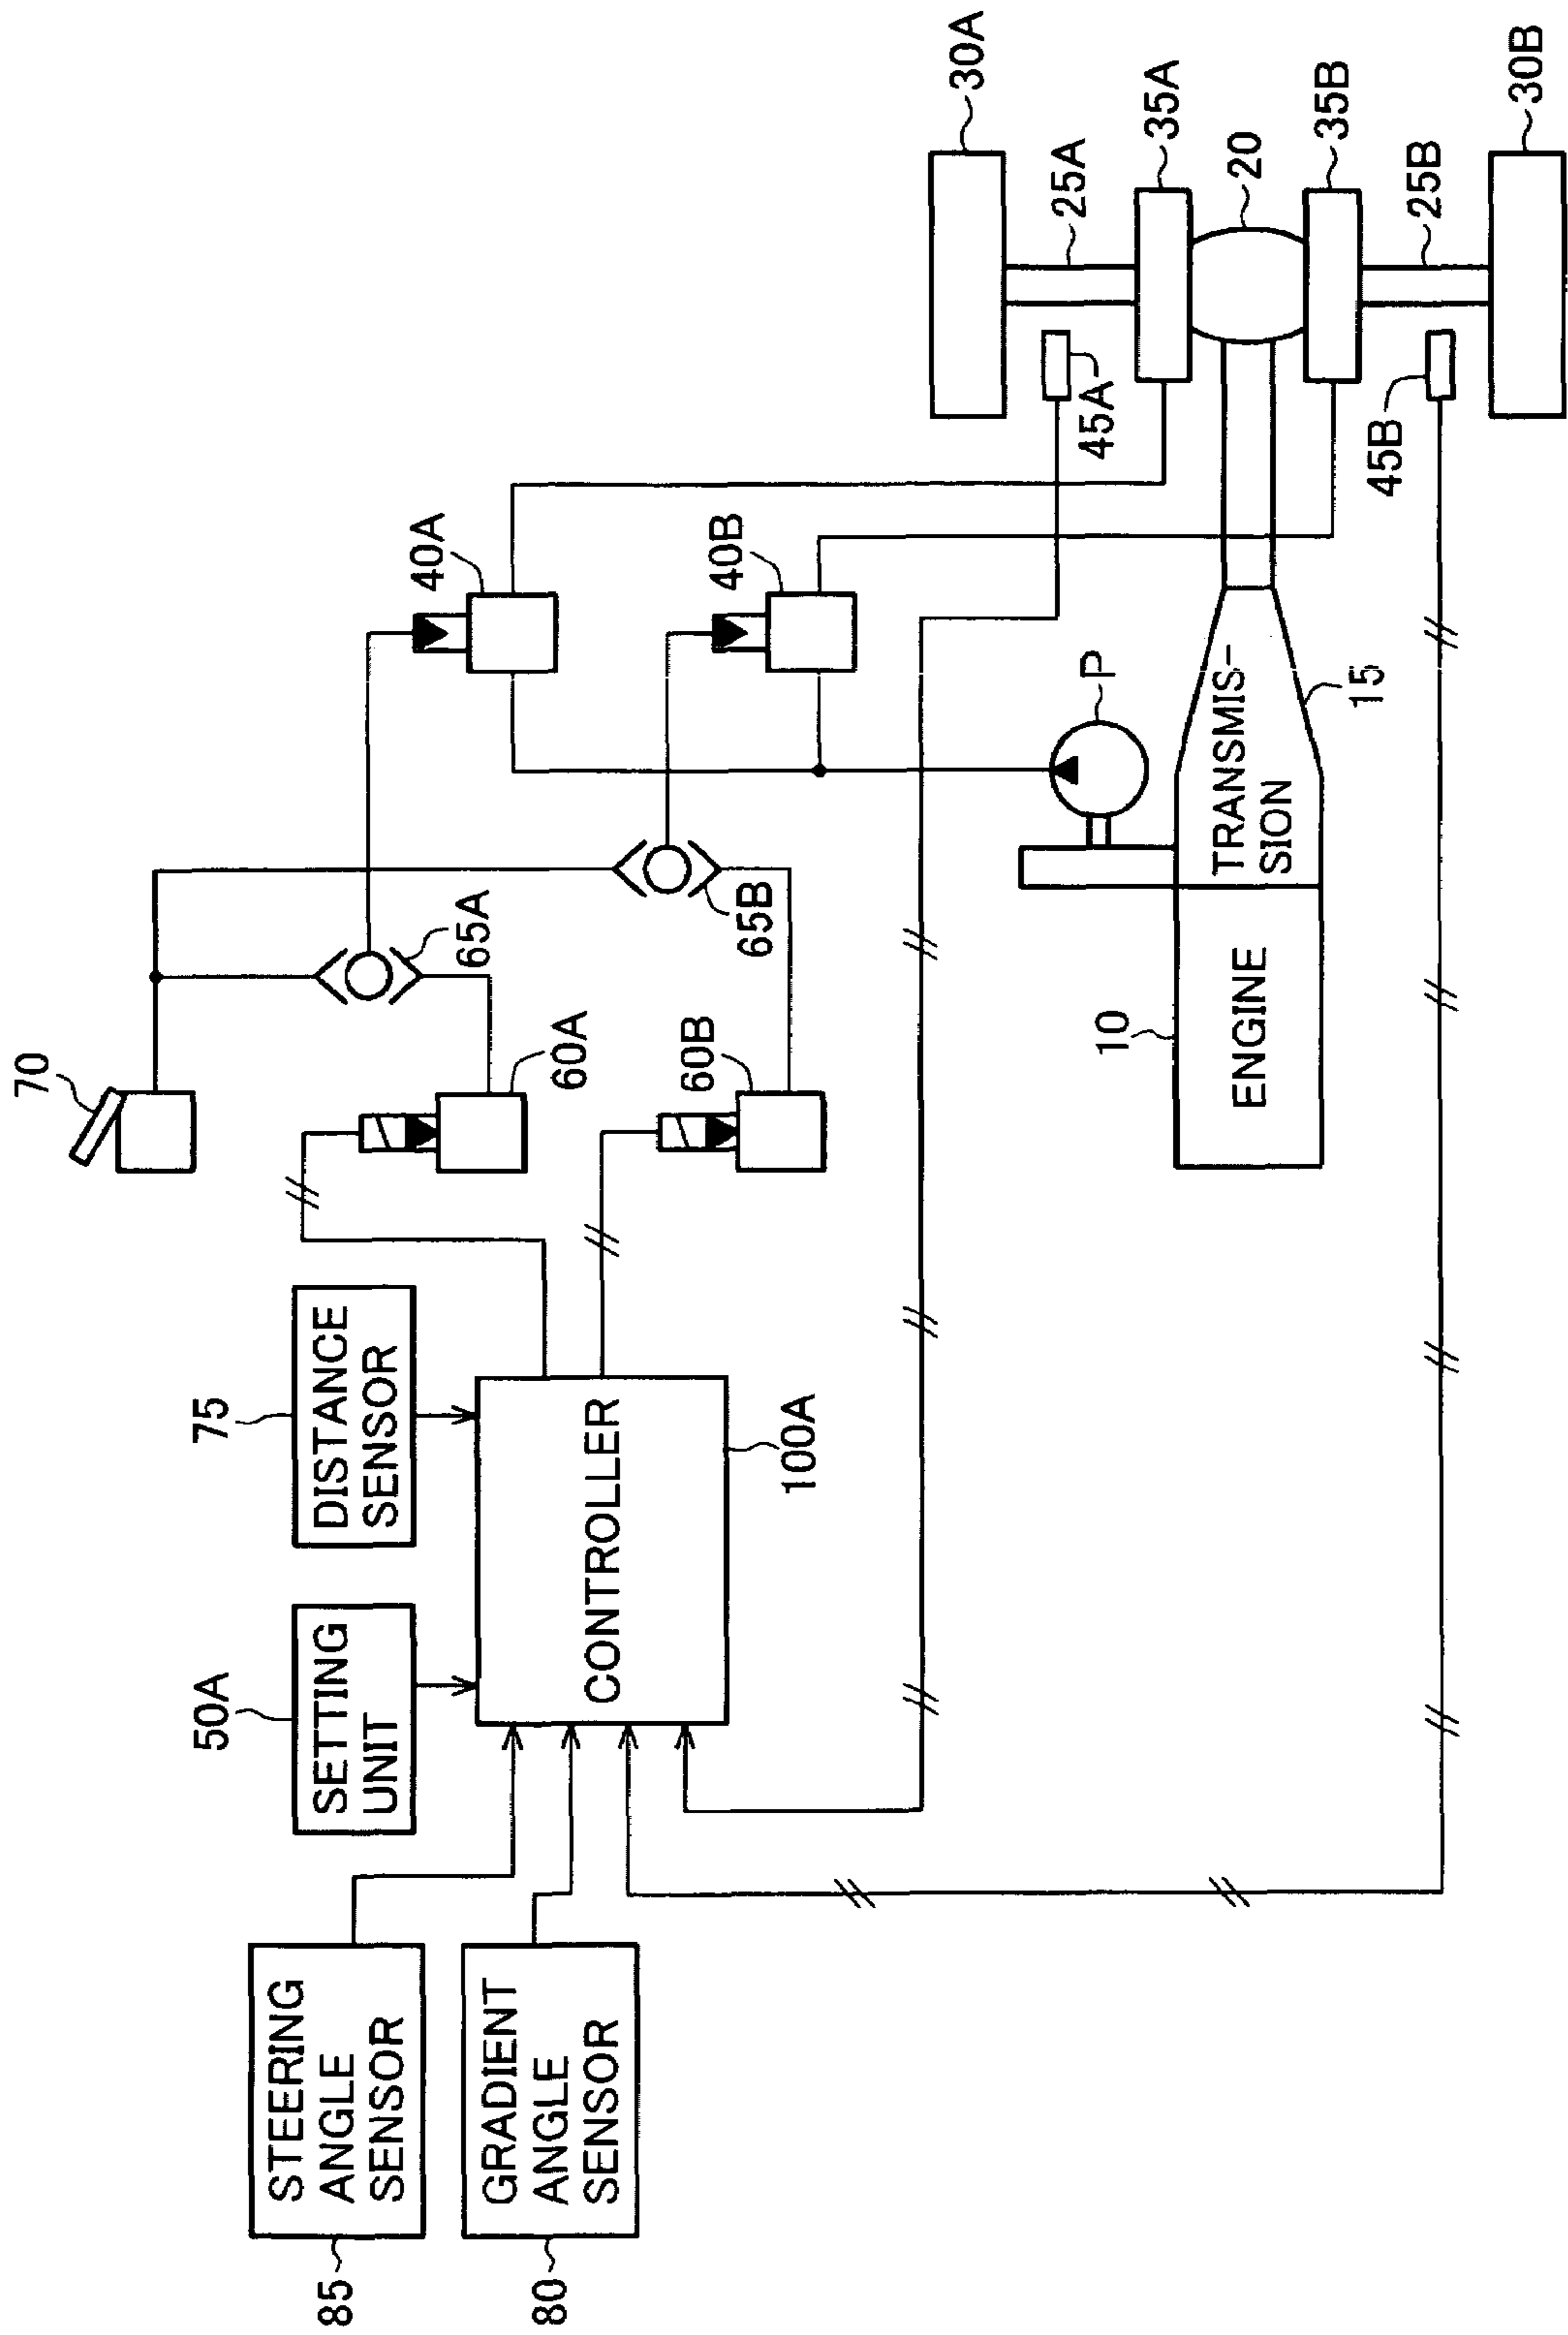 85
STEERING
ANGLE
SENSOR
80
GRADIENT
ANGLE
SENSOR
50A
SETTING
UNIT
75
DISTANCE
SENSOR
CONTROLLER
100A
70
60A
60B
65A
65B
40A
40B
P
10
ENGINE
TRANSMIS-
SION
15
45A
45B
30A
25A
35A
20
35B
25B
30B